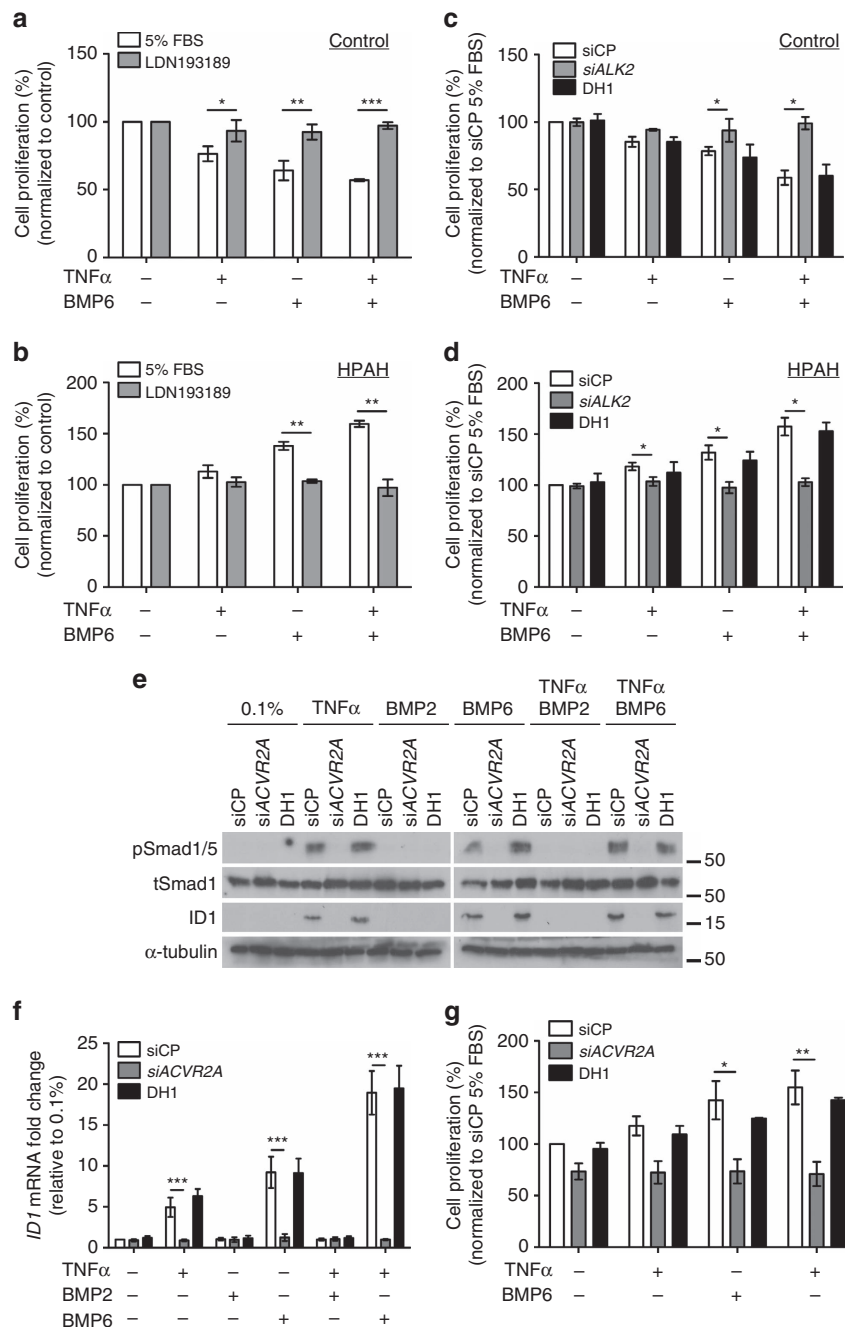 a
5% FBS
LDN193189
Control
*
**
***
Cell proliferation (%)
(normalized to control)
150
100
50
0
TNFα – + – +
BMP6 – – + +
c
siCP
siALK2
DH1
Control
*
*
Cell proliferation (%)
(normalized to siCP 5% FBS)
150
100
50
0
TNFα – + – +
BMP6 – – + +
b
5% FBS
LDN193189
HPAH
**
**
Cell proliferation (%)
(normalized to control)
200
150
100
50
0
TNFα – + – +
BMP6 – – + +
d
siCP
siALK2
DH1
HPAH
*
*
*
Cell proliferation (%)
(normalized to siCP 5% FBS)
200
150
100
50
0
TNFα – + – +
BMP6 – – + +
e
0.1% TNFα BMP2 BMP6 TNFα BMP2 TNFα BMP6
siCP siACVR2A DH1 siCP siACVR2A DH1 siCP siACVR2A DH1 siCP siACVR2A DH1 siCP siACVR2A DH1 siCP siACVR2A DH1
pSmad1/5 50
tSmad1 50
ID1 15
α-tubulin 50
f
siCP
siACVR2A
DH1
***
***
***
ID1 mRNA fold change
(relative to 0.1%)
25
20
15
10
5
0
TNFα – + – – + +
BMP2 – – + – + –
BMP6 – – – + – +
g
siCP
siACVR2A
DH1
*
**
Cell proliferation (%)
(normalized to siCP 5% FBS)
200
150
100
50
0
TNFα – + – +
BMP6 – – + +